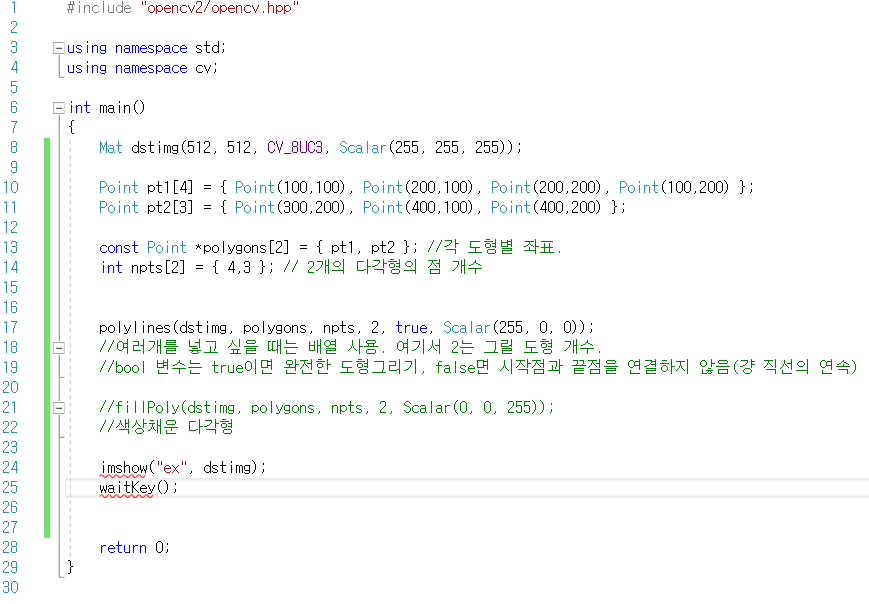 1 #include "opencv2/opencv.hpp"
2
3 using namespace std;
4 using namespace cv;
5
6 int main()
7 {
8 Mat dstimg(512, 512, CV_8UC3, Scalar(255, 255, 255));
9
10 Point pt1[4] = { Point(100,100), Point(200,100), Point(200,200), Point(100,200) };
11 Point pt2[3] = { Point(300,200), Point(400,100), Point(400,200) };
12
13 const Point *polygons[2] = { pt1, pt2 }; //각 도형별 좌표.
14 int npts[2] = { 4,3 }; // 2개의 다각형의 점 개수
15
16
17 polylines(dstimg, polygons, npts, 2, true, Scalar(255, 0, 0));
18 //여러개를 넣고 싶을 때는 배열 사용. 여기서 2는 그릴 도형 개수.
19 //bool 변수는 true이면 완전한 도형그리기, false면 시작점과 끝점을 연결하지 않음(걍 직선의 연속)
20
21 //fillPoly(dstimg, polygons, npts, 2, Scalar(0, 0, 255));
22 //색상채운 다각형
23
24 imshow("ex", dstimg);
25 waitKey();
26
27
28 return 0;
29 }
30